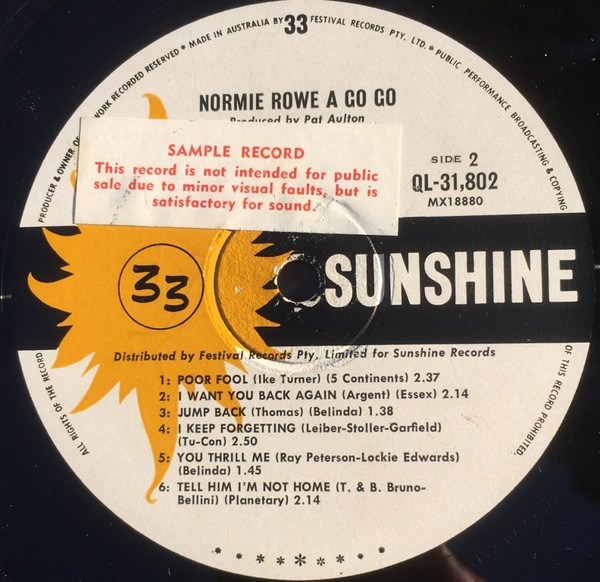 PRODUCER & OWNER OF WORK RECORDED RESERVED * MADE IN AUSTRALIA BY 33 FESTIVAL RECORDS PTY. LTD. * PUBLIC PERFORMANCE BROADCASTING & COPYING
NORMIE ROWE A GO GO
Produced by Pat Aulton
SAMPLE RECORD
This record is not intended for public
sale due to minor visual faults, but is
satisfactory for sound.
SIDE 2
QL-31,802
MX18880
33
SUNSHINE
Distributed by Festival Records Pty. Limited for Sunshine Records
1: POOR FOOL (Ike Turner) (5 Continents) 2.37
2: I WANT YOU BACK AGAIN (Argent) (Essex) 2.14
3: JUMP BACK (Thomas) (Belinda) 1.38
4: I KEEP FORGETTING (Leiber-Stoller-Garfield)
(Tu-Con) 2.50
5: YOU THRILL ME (Ray Peterson-Lockie Edwards)
(Belinda) 1.45
6: TELL HIM I'M NOT HOME (T. & B. Bruno-
Bellini) (Planetary) 2.14
ALL RIGHTS OF THE RECORD
OF THIS RECORD PROHIBITED.